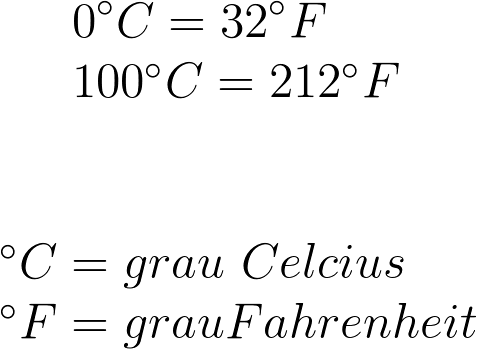 0°C = 32°F
100°C = 212°F
°C = grau Celcius
°F = grauFahrenheit